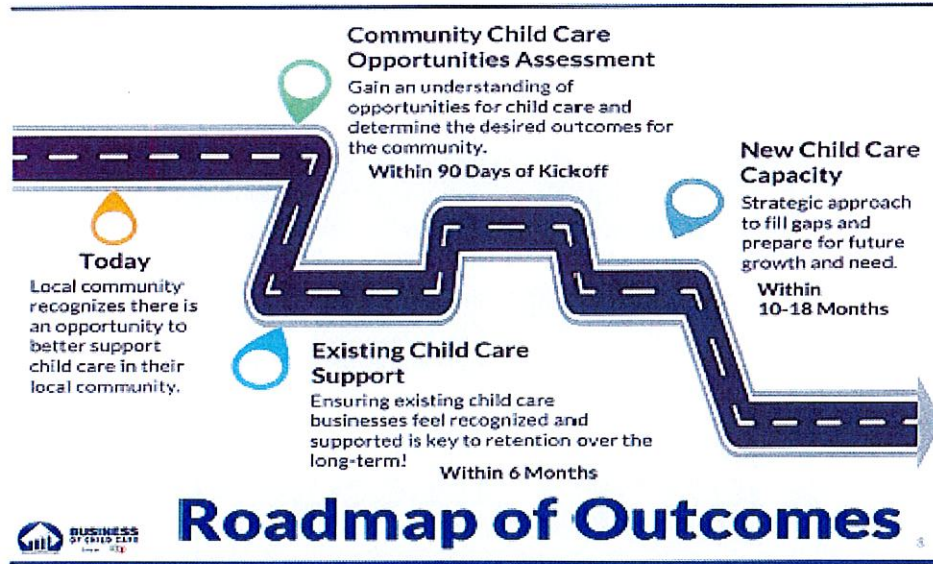 Community Child Care
Opportunities Assessment
Gain an understanding of
opportunities for child care and
determine the desired outcomes for
the community.
Within 90 Days of Kickoff
New Child Care
Capacity
Strategic approach
to fill gaps and
prepare for future
growth and need.
Within
10-18 Months
Today
Local community
recognizes there is
an opportunity to
better support
child care in their
local community.
Existing Child Care
Support
Ensuring existing child care
businesses feel recognized and
supported is key to retention over the
long-term!
Within 6 Months
BUSINESS
OF CHILD CARE
Roadmap of Outcomes